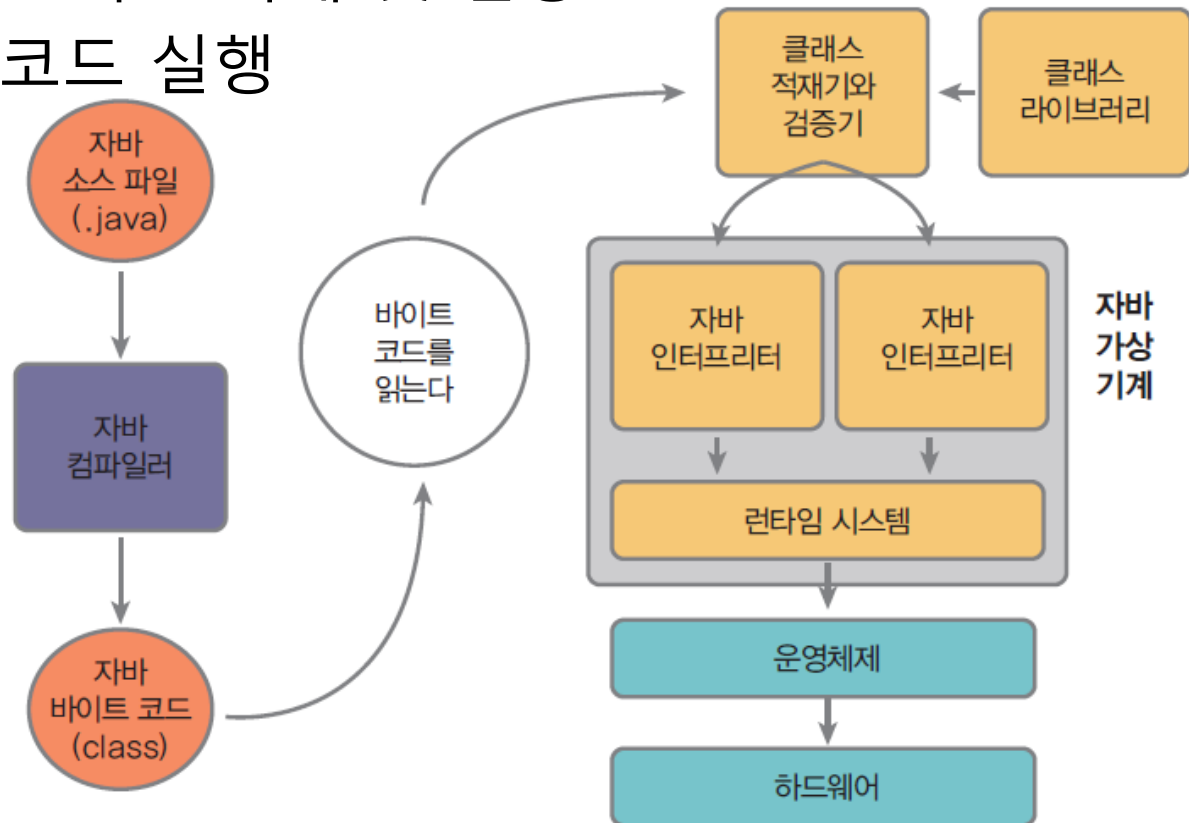 코드 실행
자바
소스 파일
(.java)
자바
컴파일러
자바
바이트 코드
(class)
바이트
코드를
읽는다
클래스
적재기와
검증기
클래스
라이브러리
자바
인터프리터
자바
인터프리터
런타임 시스템
자바
가상
기계
운영체제
하드웨어